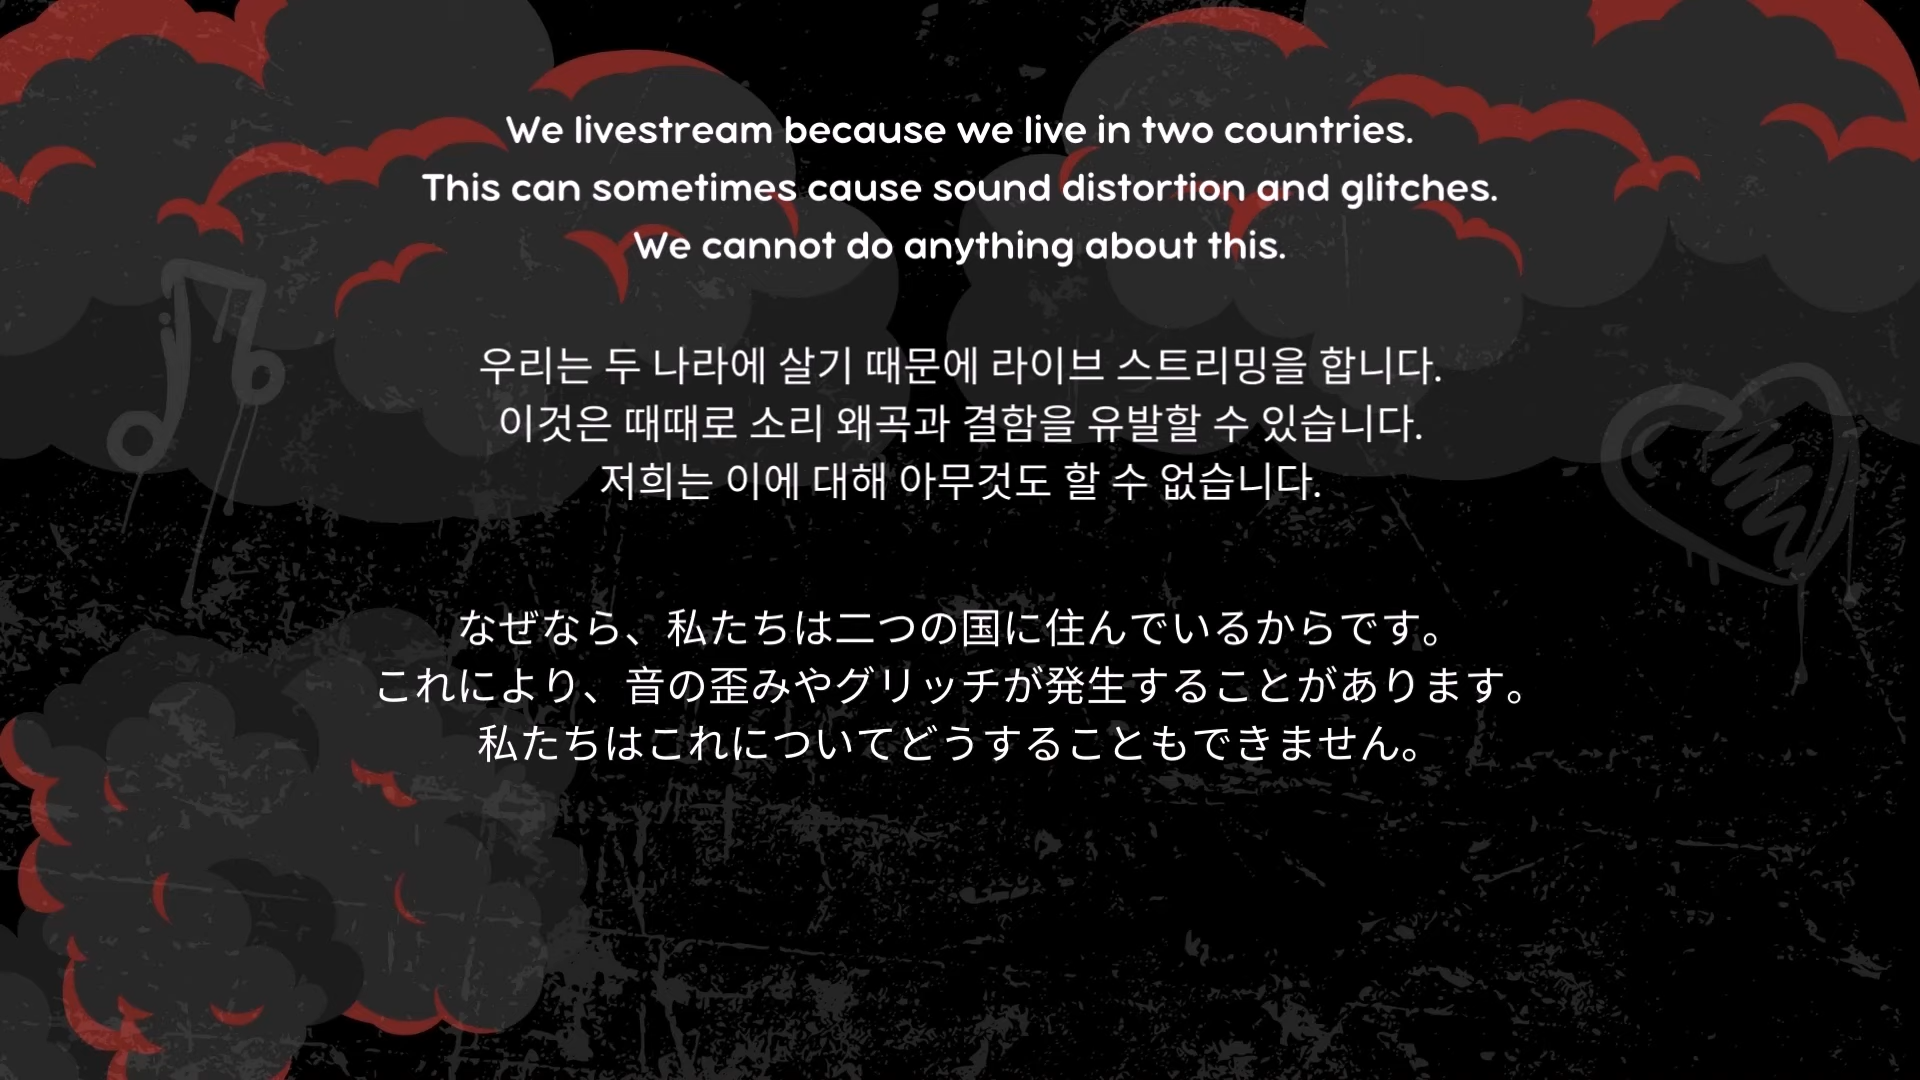 We livestream because we live in two countries.
This can sometimes cause sound distortion and glitches.
We cannot do anything about this.
우리는 두 나라에 살기 때문에 라이브 스트리밍을 합니다.
이것은 때때로 소리 왜곡과 결함을 유발할 수 있습니다.
저희는 이에 대해 아무것도 할 수 없습니다.
なぜなら、私たちは二つの国に住んでいるからです。
これにより、音の歪みやグリッチが発生することがあります。
私たちはこれについてどうすることもできません。